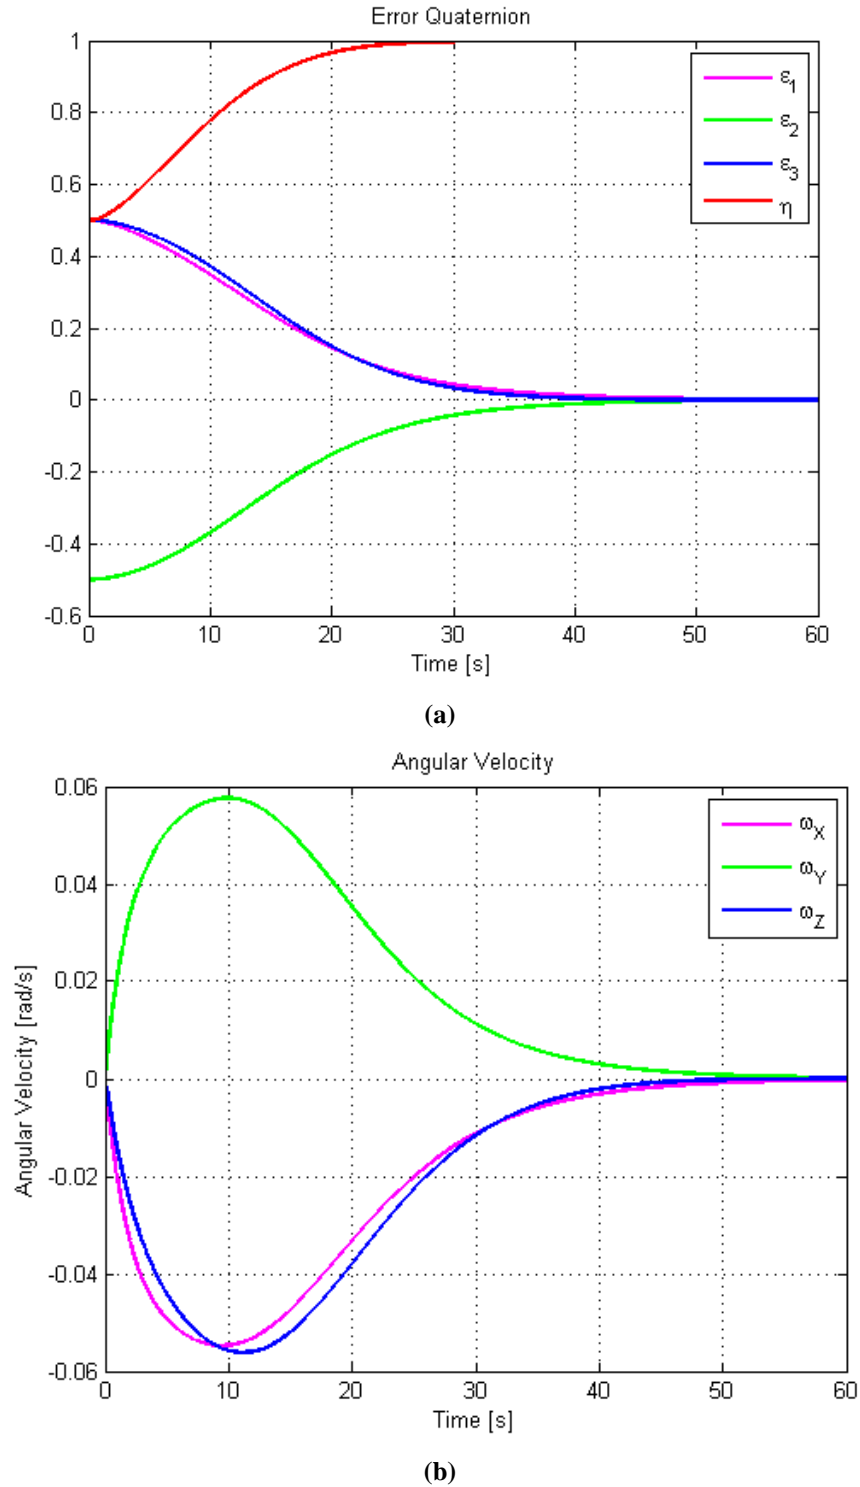 Error Quaternion
1
0.8
0.6
0.4
0.2
0
-0.2
-0.4
-0.6
ε1
ε2
ε3
η
0 10 20 30 40 50 60
Time [s]
(a)
Angular Velocity
0.06
0.04
0.02
0
-0.02
-0.04
-0.06
Angular Velocity [rad/s]
ωX
ωY
ωZ
0 10 20 30 40 50 60
Time [s]
(b)